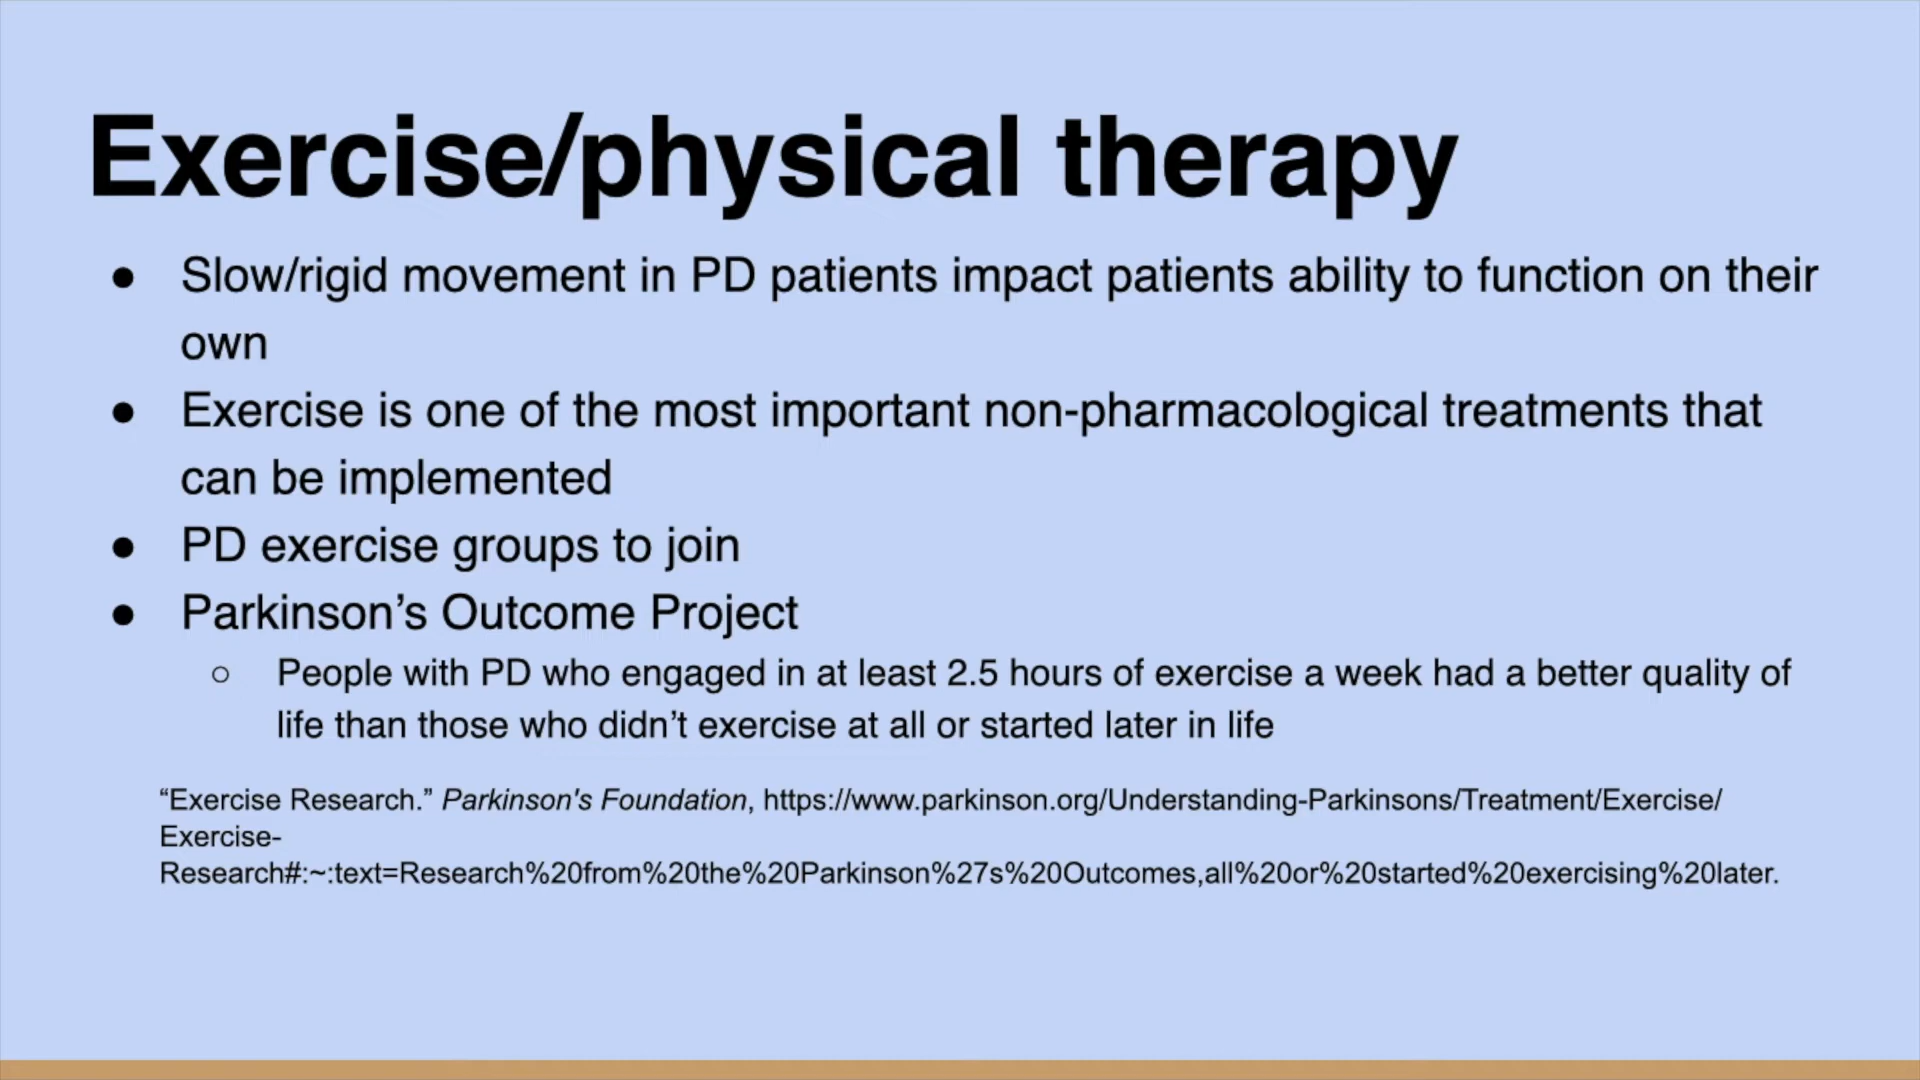 Exercise/physical therapy
● Slow/rigid movement in PD patients impact patients ability to function on their
own
● Exercise is one of the most important non-pharmacological treatments that
can be implemented
● PD exercise groups to join
● Parkinson’s Outcome Project
○ People with PD who engaged in at least 2.5 hours of exercise a week had a better quality of
life than those who didn’t exercise at all or started later in life
“Exercise Research.” Parkinson's Foundation, https://www.parkinson.org/Understanding-Parkinsons/Treatment/Exercise/
Exercise-
Research#:~:text=Research%20from%20the%20Parkinson%27s%20Outcomes,all%20or%20started%20exercising%20later.